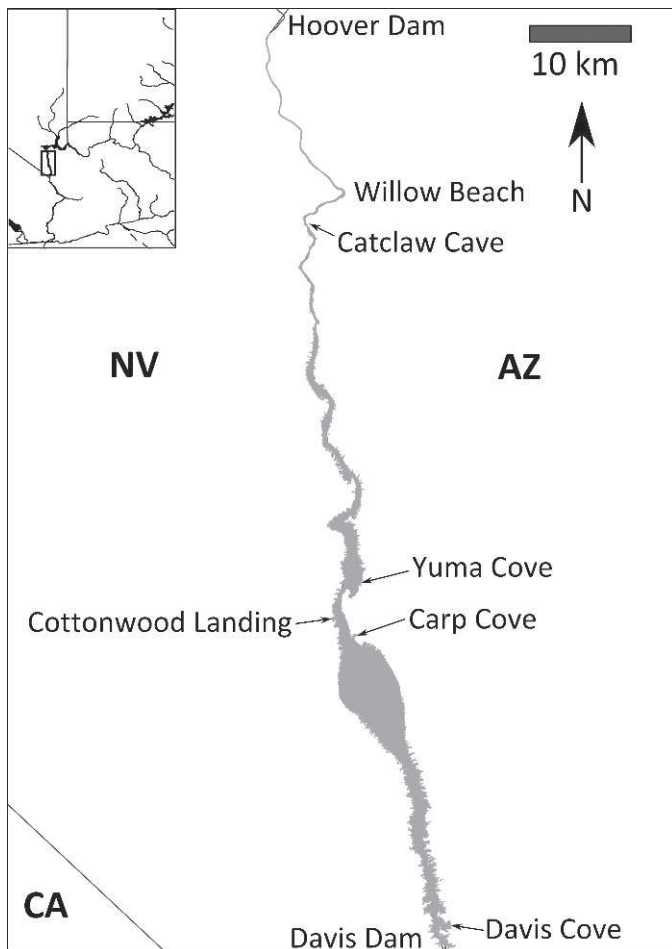 Hoover Dam
10 km
N
Willow Beach
Catclaw Cave
NV
AZ
Yuma Cove
Cottonwood Landing
Carp Cove
CA
Davis Cove
Davis Dam